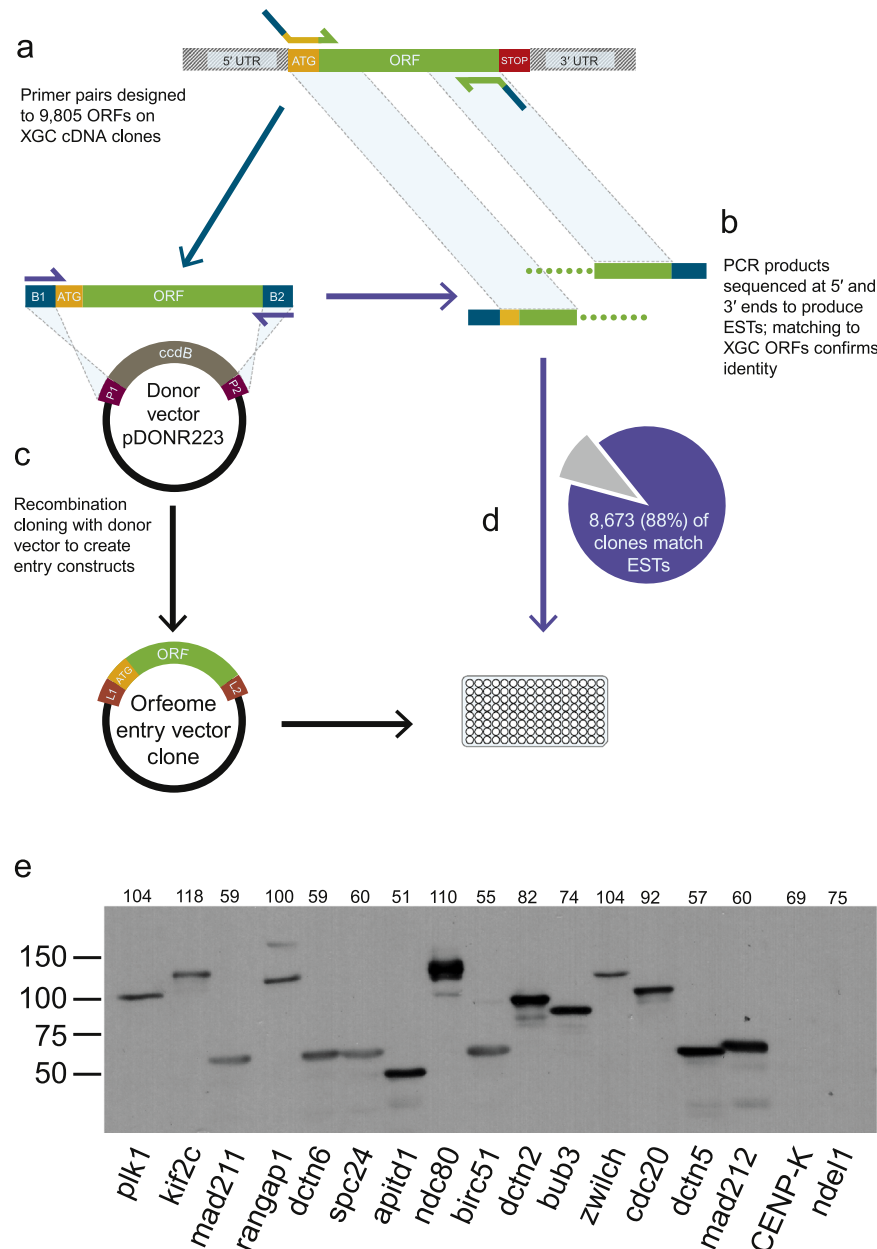 a
5′ UTR
ATG
ORF
STOP
3′ UTR
Primer pairs designed
to 9,805 ORFs on
XGC cDNA clones
b
PCR products
sequenced at 5′ and
3′ ends to produce
ESTs; matching to
XGC ORFs confirms
identity
B1
ATG
ORF
B2
ccdB
P1
P2
Donor
vector
pDONR223
c
Recombination
cloning with donor
vector to create
entry constructs
d
8,673 (88%) of
clones match
ESTs
ORF
ATG
L1
L2
Orfeome
entry vector
clone
e
104 118 59 100 59 60 51 110 55 82 74 104 92 57 60 69 75
150
100
75
50
plk1 kif2c mad211 rangap1 dctn6 spc24 apitd1 ndc80 birc51 dctn2 bub3 zwilch cdc20 dctn5 mad212 CENP-K ndel1